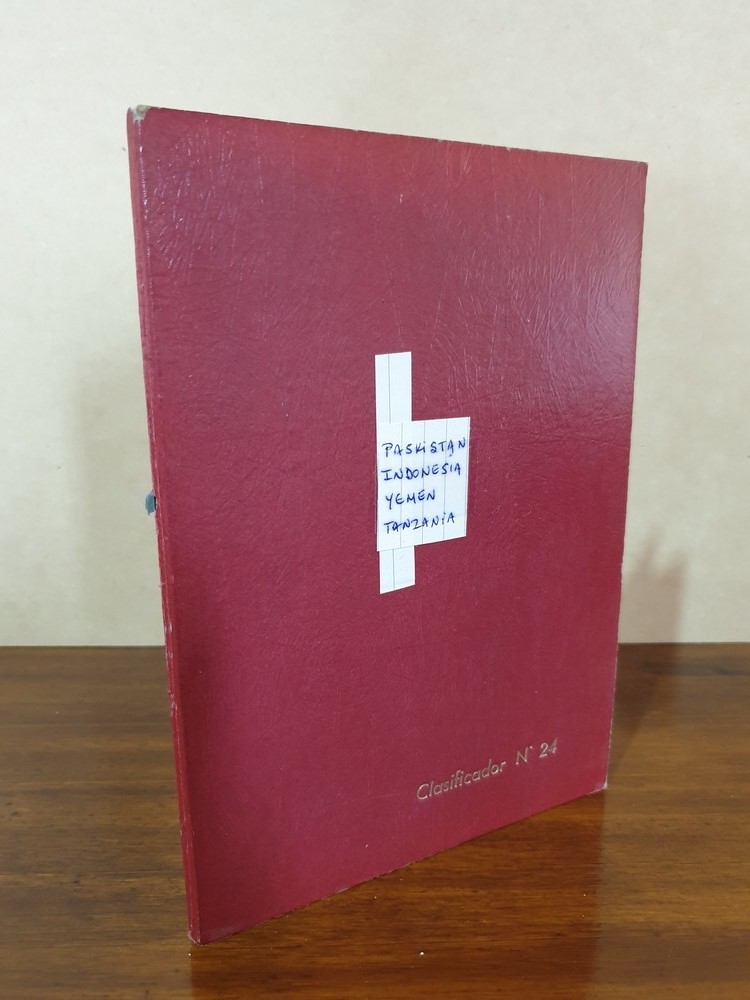 PASKISTAN
INDONESIA
YEMEN
TANZANIA
Clasificador N° 24